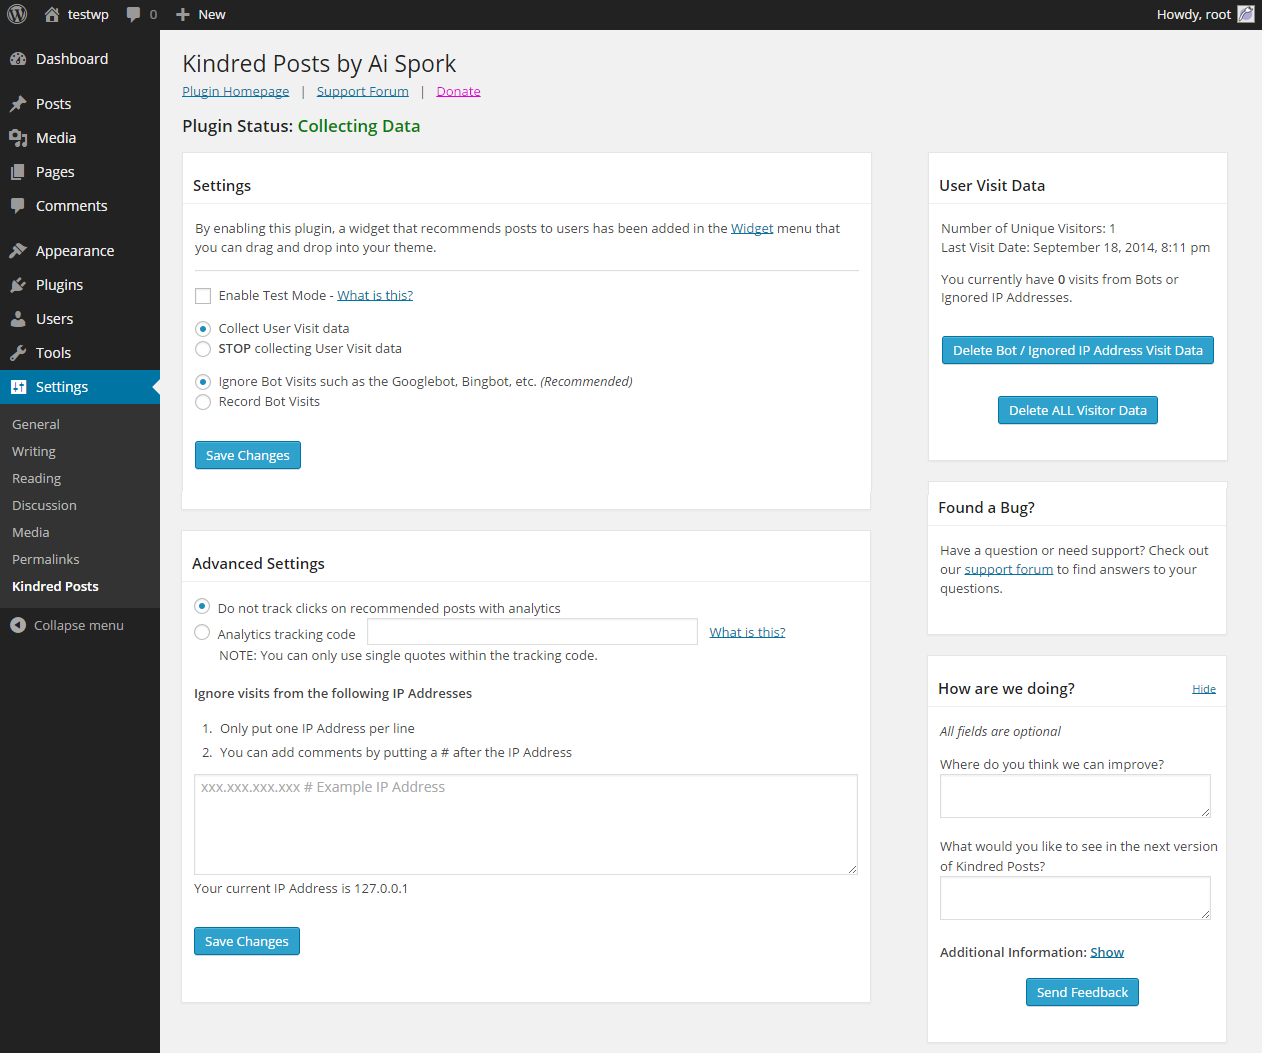 testwp 0 New Howdy, root
Dashboard
Posts
Media
Pages
Comments
Appearance
Plugins
Users
Tools
Settings
General
Writing
Reading
Discussion
Media
Permalinks
Kindred Posts
Collapse menu
Kindred Posts by Ai Spork
Plugin Homepage | Support Forum | Donate
Plugin Status: Collecting Data
Settings
By enabling this plugin, a widget that recommends posts to users has been added in the Widget menu that
you can drag and drop into your theme.
Enable Test Mode - What is this?
Collect User Visit data
STOP collecting User Visit data
Ignore Bot Visits such as the Googlebot, Bingbot, etc. (Recommended)
Record Bot Visits
Save Changes
Advanced Settings
Do not track clicks on recommended posts with analytics
Analytics tracking code What is this?
NOTE: You can only use single quotes within the tracking code.
Ignore visits from the following IP Addresses
1. Only put one IP Address per line
2. You can add comments by putting a # after the IP Address
xxx.xxx.xxx.xxx # Example IP Address
Your current IP Address is 127.0.0.1
Save Changes
User Visit Data
Number of Unique Visitors: 1
Last Visit Date: September 18, 2014, 8:11 pm
You currently have 0 visits from Bots or
Ignored IP Addresses.
Delete Bot / Ignored IP Address Visit Data
Delete ALL Visitor Data
Found a Bug?
Have a question or need support? Check out
our support forum to find answers to your
questions.
How are we doing? Hide
All fields are optional
Where do you think we can improve?
What would you like to see in the next version
of Kindred Posts?
Additional Information: Show
Send Feedback